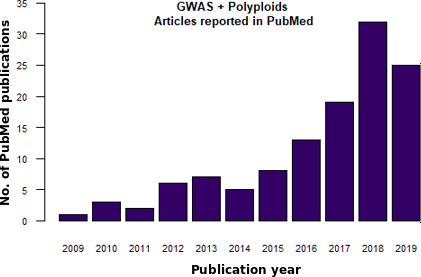 GWAS + Polyploids
Articles reported in PubMed
No. of PubMed publications
35
30
25
20
15
10
5
0
2009 2010 2011 2012 2013 2014 2015 2016 2017 2018 2019
Publication year